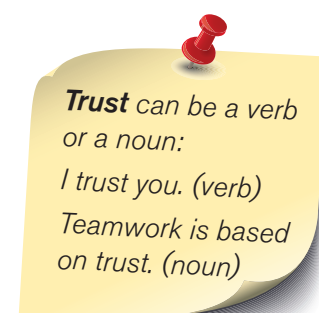 Trust can be a verb
or a noun:
I trust you. (verb)
Teamwork is based
on trust. (noun)